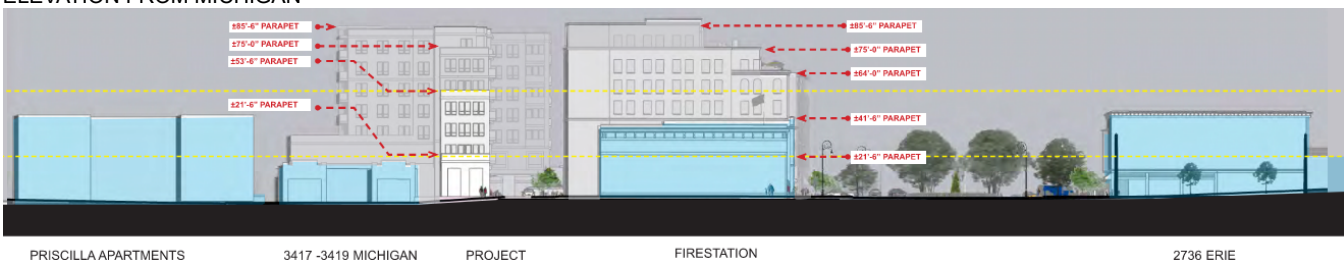 ELEVATION FROM MICHIGAN
±85'-6" PARAPET
±75'-0" PARAPET
±53'-6" PARAPET
±21'-6" PARAPET
±85'-6" PARAPET
±75'-0" PARAPET
±64'-0" PARAPET
±41'-6" PARAPET
±21'-6" PARAPET
PRISCILLA APARTMENTS 3417 -3419 MICHIGAN PROJECT FIRESTATION 2736 ERIE